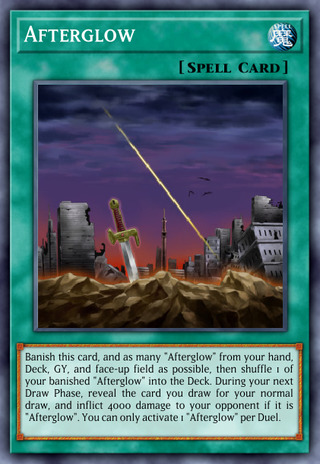 Afterglow
魔
[Spell Card]
Banish this card, and as many "Afterglow" from your hand,
Deck, GY, and face-up field as possible, then shuffle 1 of
your banished "Afterglow" into the Deck. During your next
Draw Phase, reveal the card you draw for your normal
draw, and inflict 4000 damage to your opponent if it is
"Afterglow". You can only activate 1 "Afterglow" per Duel.